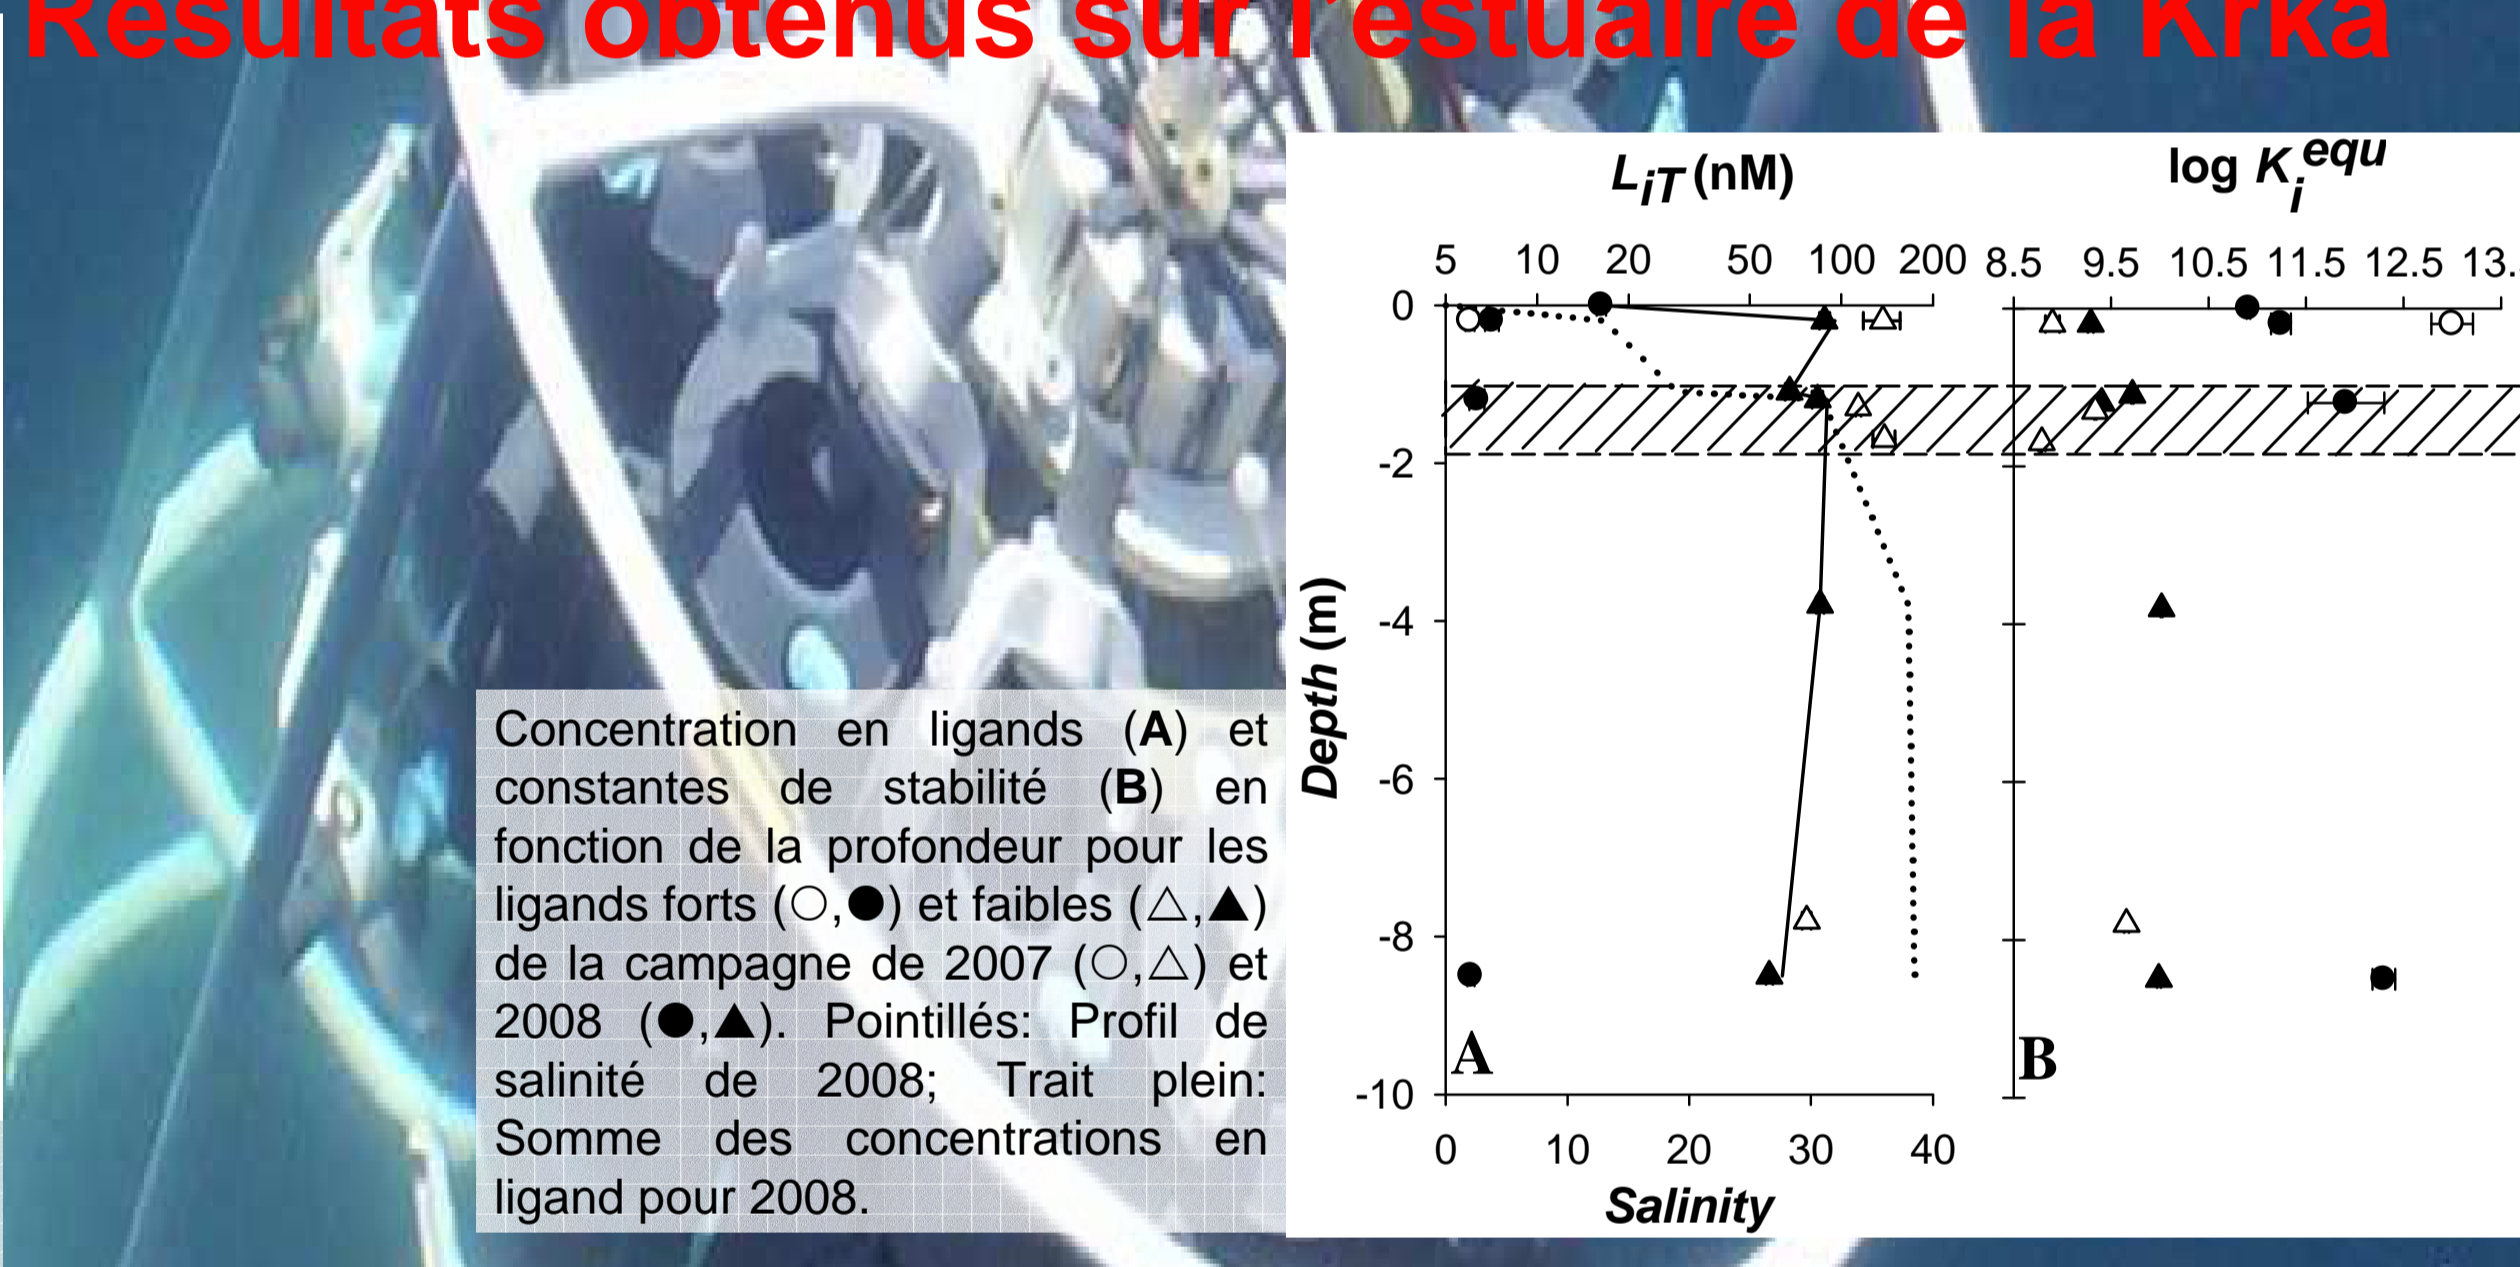 Résultats obtenus sur l'estuaire de la Krka
L iT (nM)
log K i equ
5 10 20 50 100 200 8.5 9.5 10.5 11.5 12.5 13.
0
-2
-4
-6
-8
-10
Depth (m)
A
B
0 10 20 30 40
Salinity
Concentration en ligands (A) et
constantes de stabilité (B) en
fonction de la profondeur pour les
ligands forts (○,●) et faibles (△,▲)
de la campagne de 2007 (○,△) et
2008 (●,▲). Pointillés: Profil de
salinité de 2008; Trait plein:
Somme des concentrations en
ligand pour 2008.